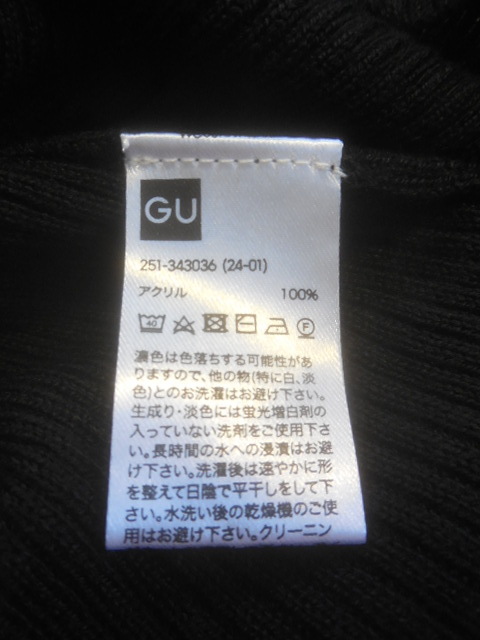 GU
251-343036 (24-01)
アクリル 100%
40 F
濃色は色落ちする可能性があ
りますので、他の物(特に白、淡
色)とのお洗濯はお避け下さい。
生成り・淡色には蛍光増白剤の
入っていない洗剤をご使用下さ
い。長時間の水への浸漬はお避
け下さい。洗濯後は速やかに形
を整えて日陰で平干しをして下
さい。水洗い後の乾燥機のご使
用はお避け下さい。クリーニン